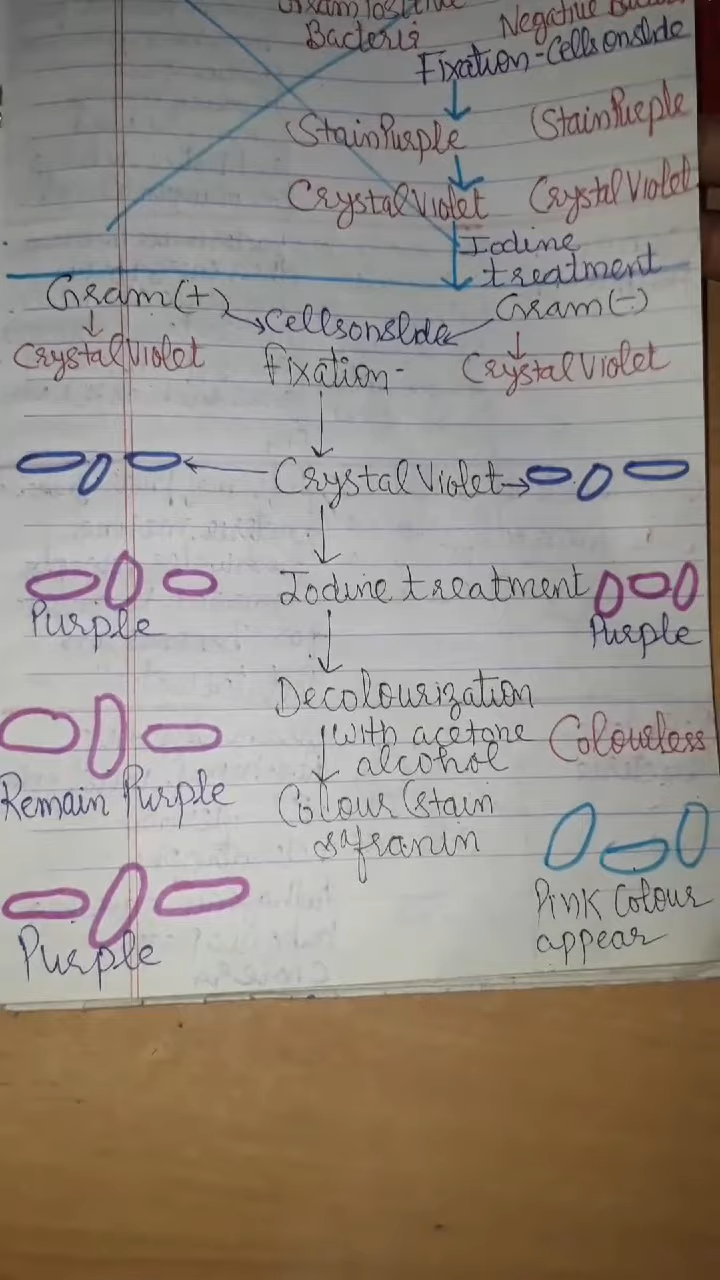 Bacteria
Negative
Fixation-Cells on slide
(Stain Purple (Stain Purple
Crystal Violet Crystal Violet
Iodine
treatment
Gram(+) Cells on slide Gram(-)
Crystal Violet Fixation- Crystal Violet
Crystal Violet
Iodine treatment
Purple Purple
Decolourization
with acetone Colourless
alcohol
Remain Purple Colour (stain
safranin
Pink Colour
Purple appear